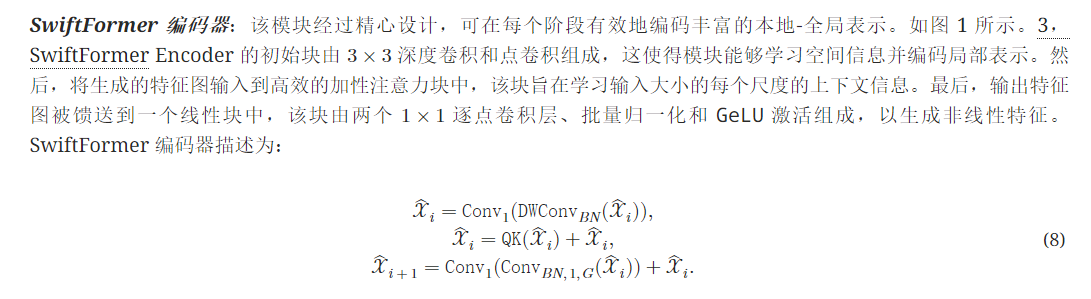 SwiftFormer 编码器：该模块经过精心设计，可在每个阶段有效地编码丰富的本地-全局表示。如图 1 所示。3，
SwiftFormer Encoder 的初始块由 3×3 深度卷积和点卷积组成，这使得模块能够学习空间信息并编码局部表示。然
后，将生成的特征图输入到高效的加性注意力块中，该块旨在学习输入大小的每个尺度的上下文信息。最后，输出特征
图被馈送到一个线性块中，该块由两个 1×1 逐点卷积层、批量归一化和 GeLU 激活组成，以生成非线性特征。
SwiftFormer 编码器描述为：
$\hat{\mathcal{X}}_i = \mathtt{Conv}_1(\mathtt{DWConv}_{BN}(\hat{\mathcal{X}}_i)),$
$\hat{\mathcal{X}}_i = \mathtt{QK}(\hat{\mathcal{X}}_i) + \hat{\mathcal{X}}_i,$ (8)
$\hat{\mathcal{X}}_{i+1} = \mathtt{Conv}_1(\mathtt{Conv}_{BN,1,G}(\hat{\mathcal{X}}_i)) + \hat{\mathcal{X}}_i.$